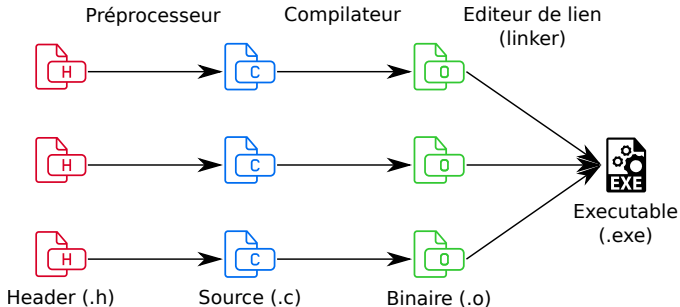 Préprocesseur
Compilateur
Editeur de lien
(linker)
H
C
O
H
C
O
EXE
Executable
(.exe)
H
C
O
Header (.h)
Source (.c)
Binaire (.o)